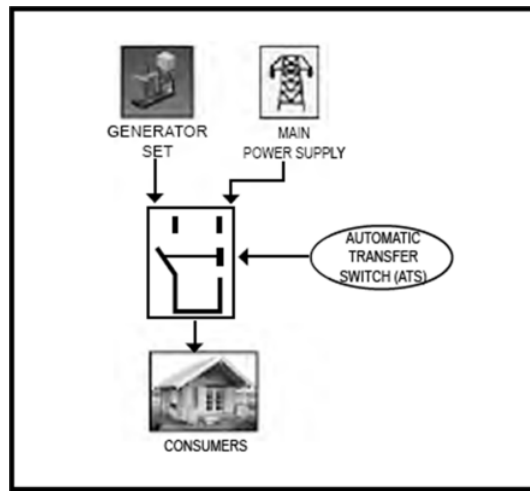 GENERATOR
SET
MAIN
POWER SUPPLY
AUTOMATIC
TRANSFER
SWITCH (ATS)
CONSUMERS